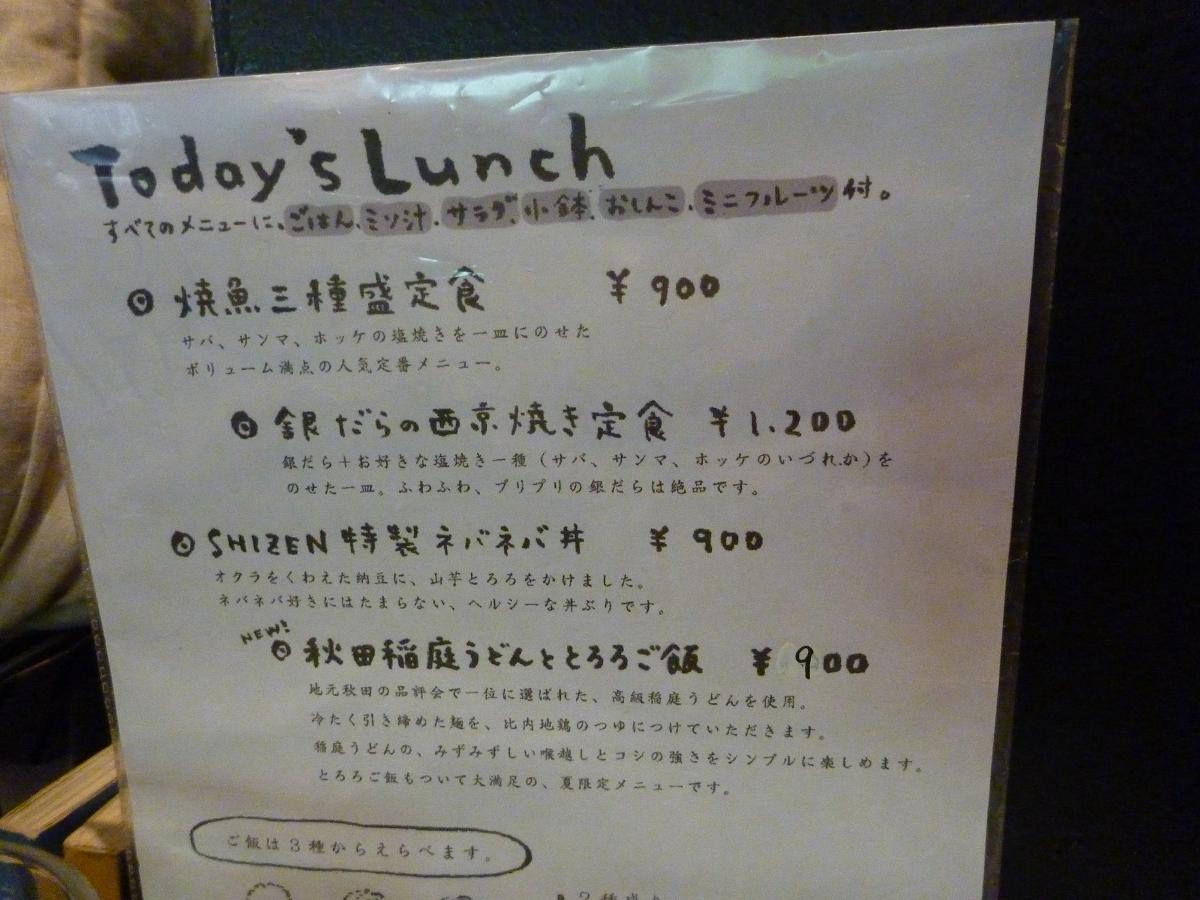 Today's Lunch
すべてのメニューに、ごはん、ミソ汁、サラダ、小鉢、おしんこ、ミニフルーツ付。
焼魚三種盛定食 ¥900
サバ、サンマ、ホッケの塩焼きを一皿にのせた
ボリューム満点の人気定番メニュー。
銀だらの西京焼き定食 ¥1.200
銀だら＋お好きな塩焼き一種（サバ、サンマ、ホッケのいづれか）を
のせた一皿。ふわふわ、プリプリの銀だらは絶品です。
SHIZEN特製ネバネバ丼 ¥900
オクラをくわえた納豆に、山芋とろろをかけました。
ネバネバ好きにはたまらない、ヘルシーな丼ぶりです。
NEW!
秋田稲庭うどんととろろご飯 ¥900
地元秋田の品評会で一位に選ばれた、高級稲庭うどんを使用。
冷たく引き締めた麺を、比内地鶏のつゆにつけていただきます。
稲庭うどんの、みずみずしい喉越しとコシの強さをシンプルに楽しめます。
とろろご飯もついて大満足の、夏限定メニューです。
ご飯は3種からえらべます。